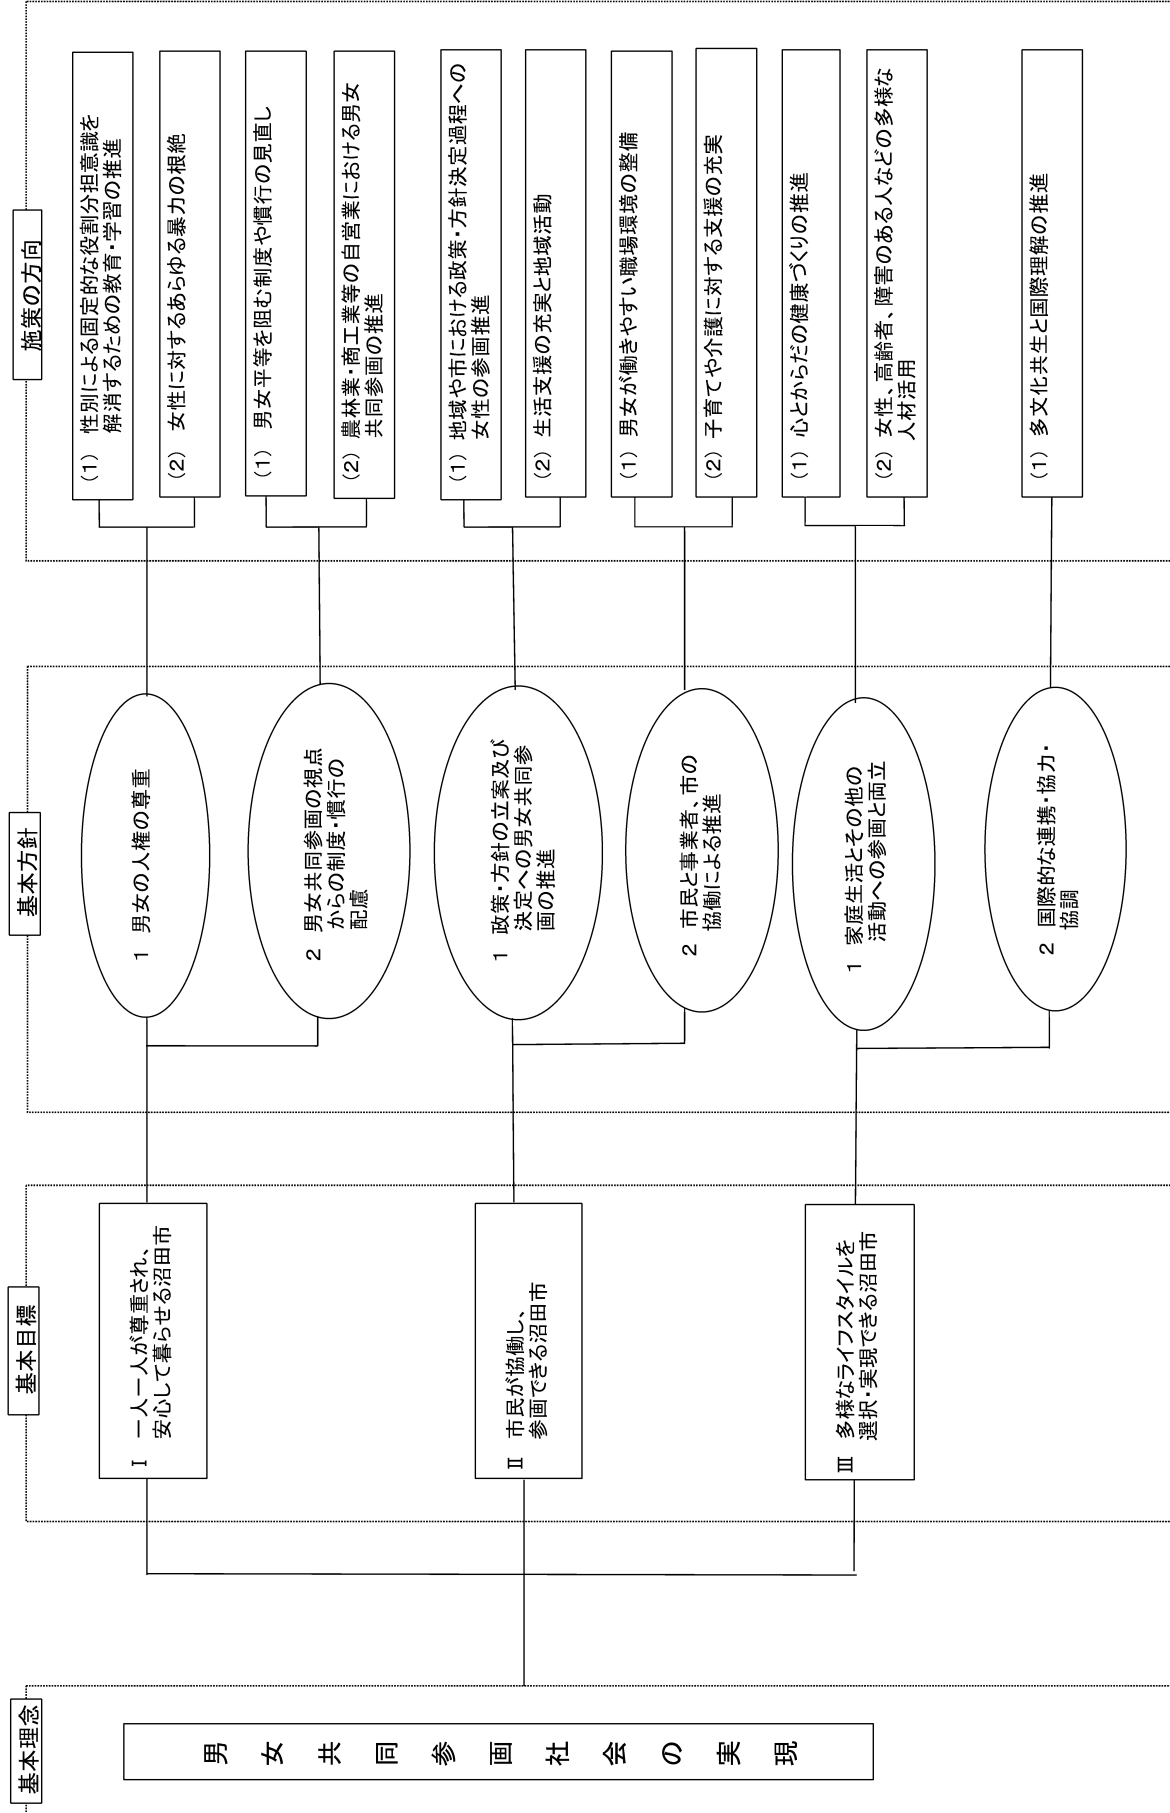 基本理念
男女共同参画社会の実現
基本目標
Ⅰ 一人一人が尊重され、
安心して暮らせる沼田市
Ⅱ 市民が協働し、
参画できる沼田市
Ⅲ 多様なライフスタイルを
選択・実現できる沼田市
基本方針
1 男女の人権の尊重
2 男女共同参画の視点
からの制度・慣行の
配慮
1 政策・方針の立案及び
決定への男女共同参
画の推進
2 市民と事業者、市の
協働による推進
1 家庭生活とその他の
活動への参画と両立
2 国際的な連携・協力・
協調
施策の方向
(1) 性別による固定的な役割分担意識を
解消するための教育・学習の推進
(2) 女性に対するあらゆる暴力の根絶
(1) 男女平等を阻む制度や慣行の見直し
(2) 農林業・商工業等の自営業における男女
共同参画の推進
(1) 地域や市における政策・方針決定過程への
女性の参画推進
(2) 生活支援の充実と地域活動
(1) 男女が働きやすい職場環境の整備
(2) 子育てや介護に対する支援の充実
(1) 心とからだの健康づくりの推進
(2) 女性、高齢者、障害のある人などの多様な
人材活用
(1) 多文化共生と国際理解の推進